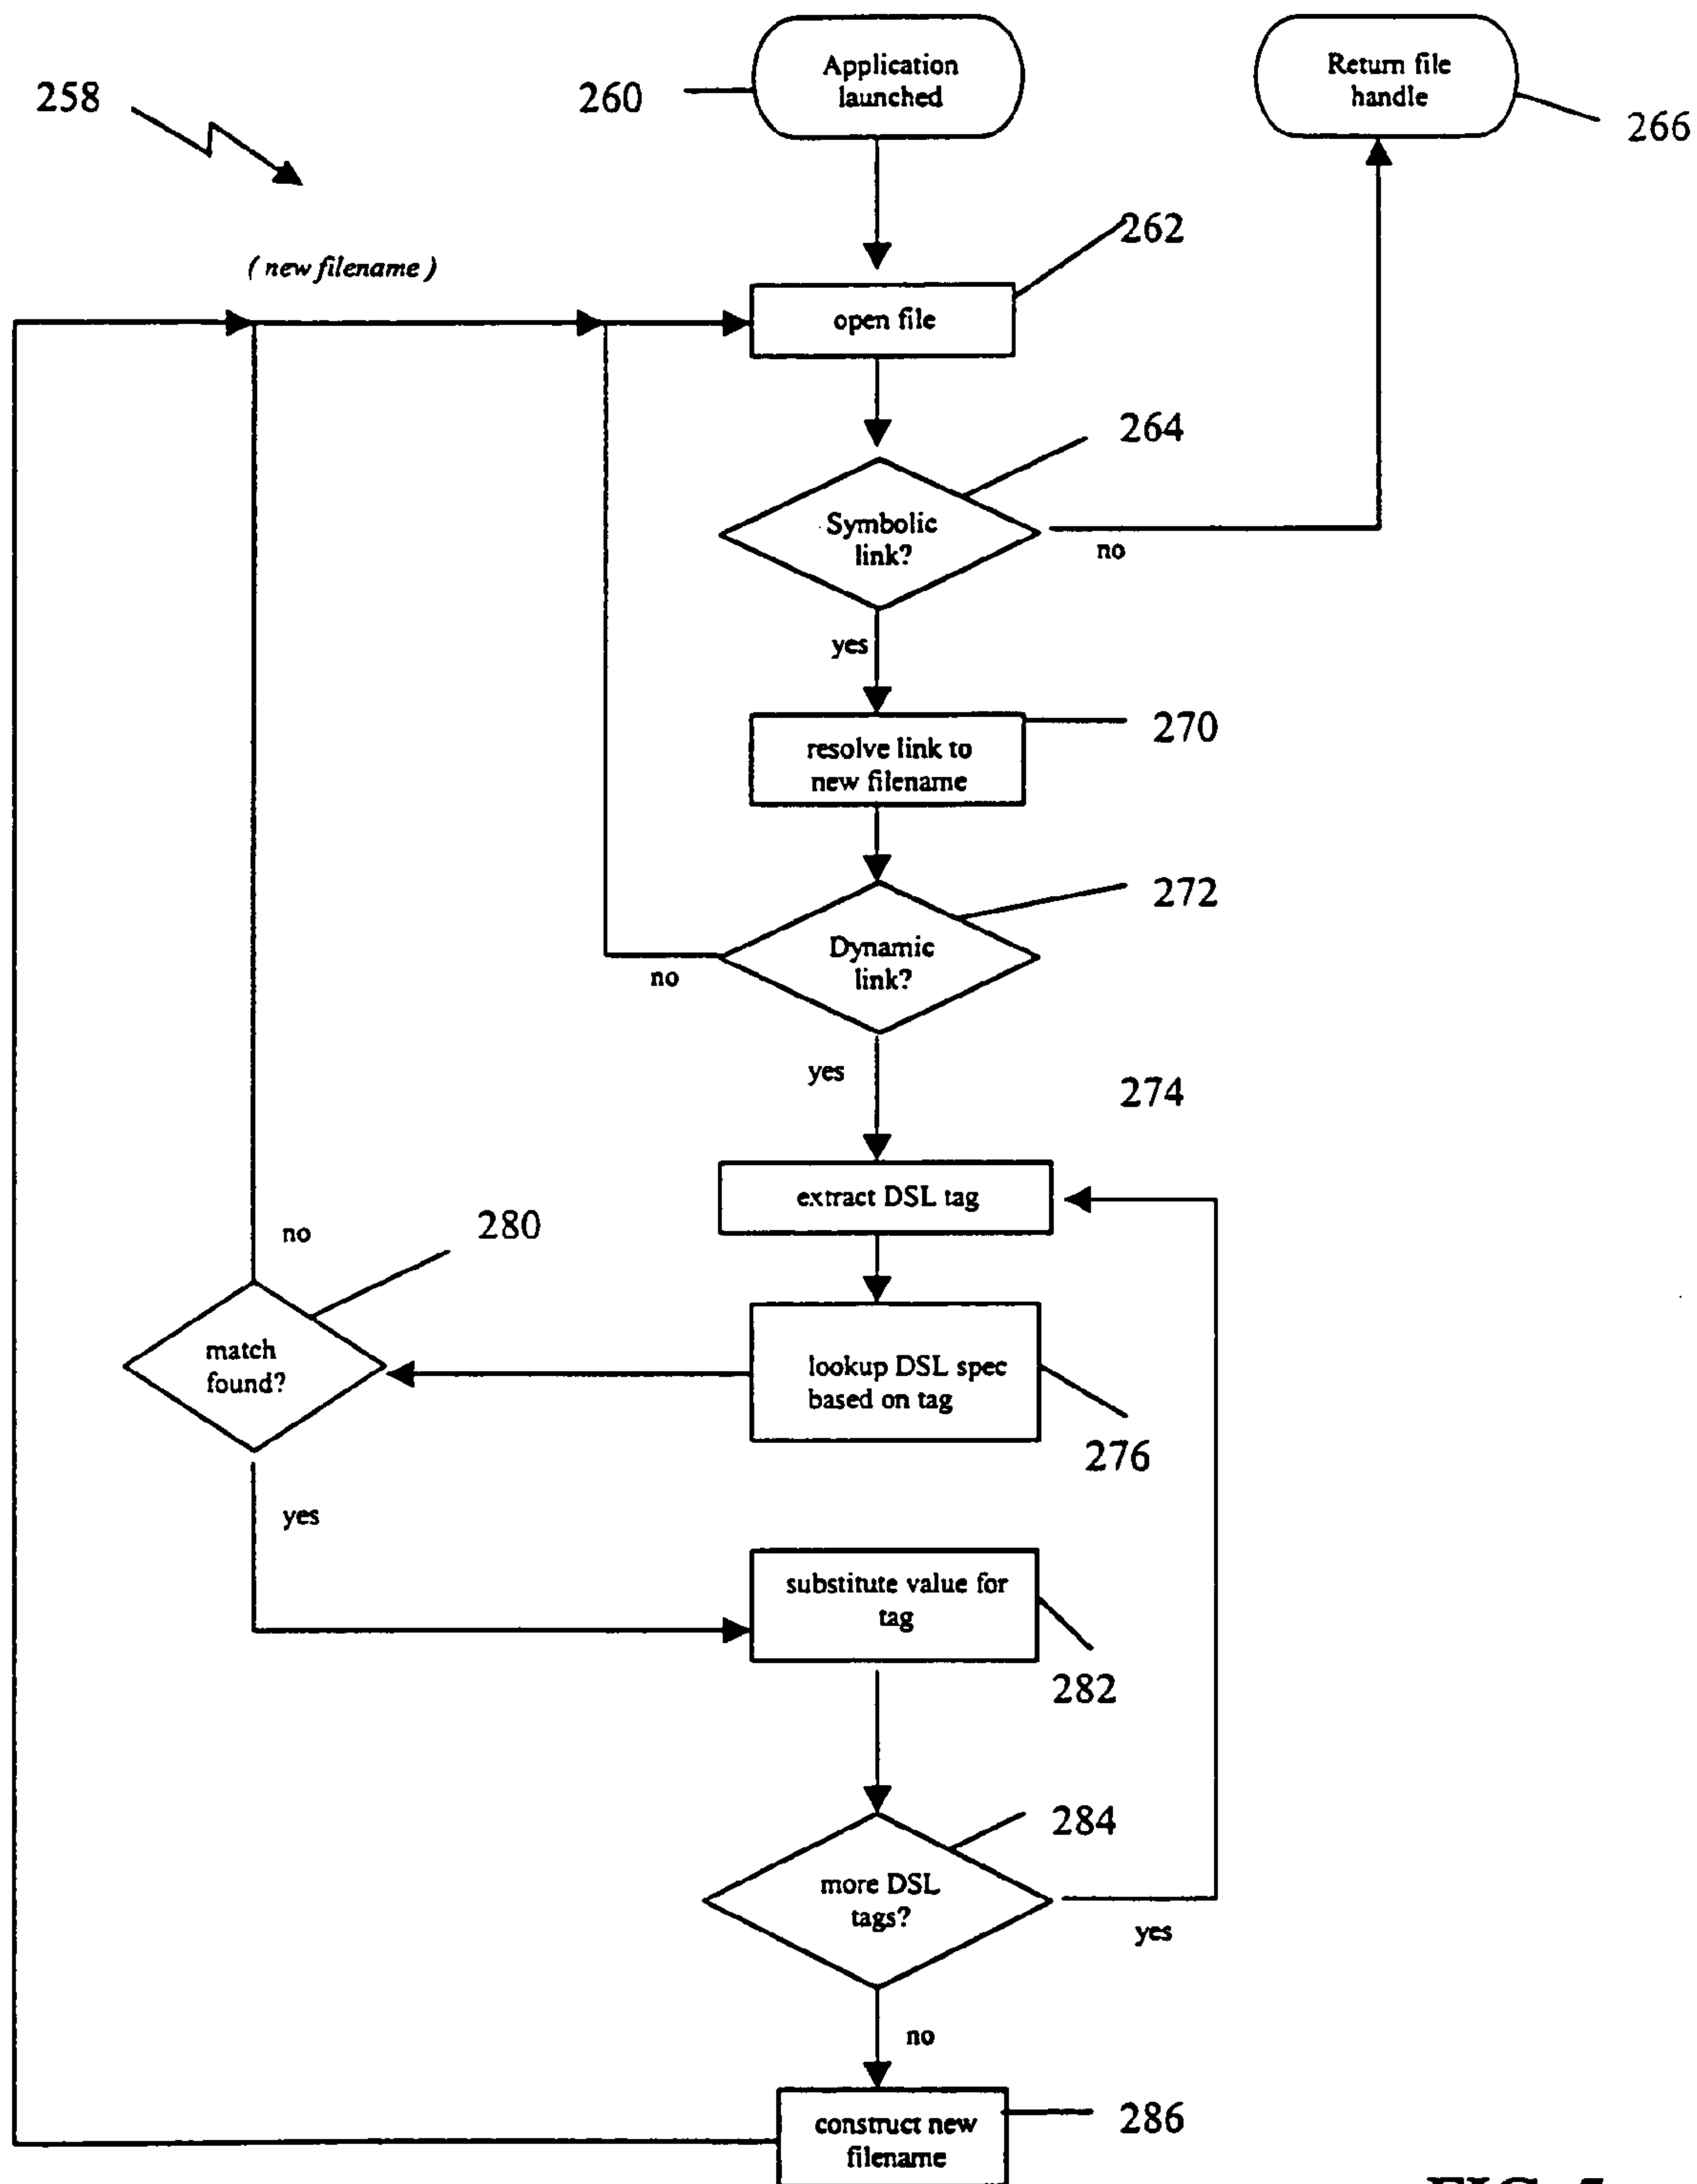 Application
launched
Return file
handle
258
260
266
262
( new filename )
open file
264
Symbolic
link?
no
yes
270
resolve link to
new filename
272
Dynamic
link?
no
yes
274
extract DSL tag
280
no
match
found?
lookup DSL spec
based on tag
276
yes
substitute value for
tag
282
284
more DSL
tags?
yes
no
construct new
filename
286